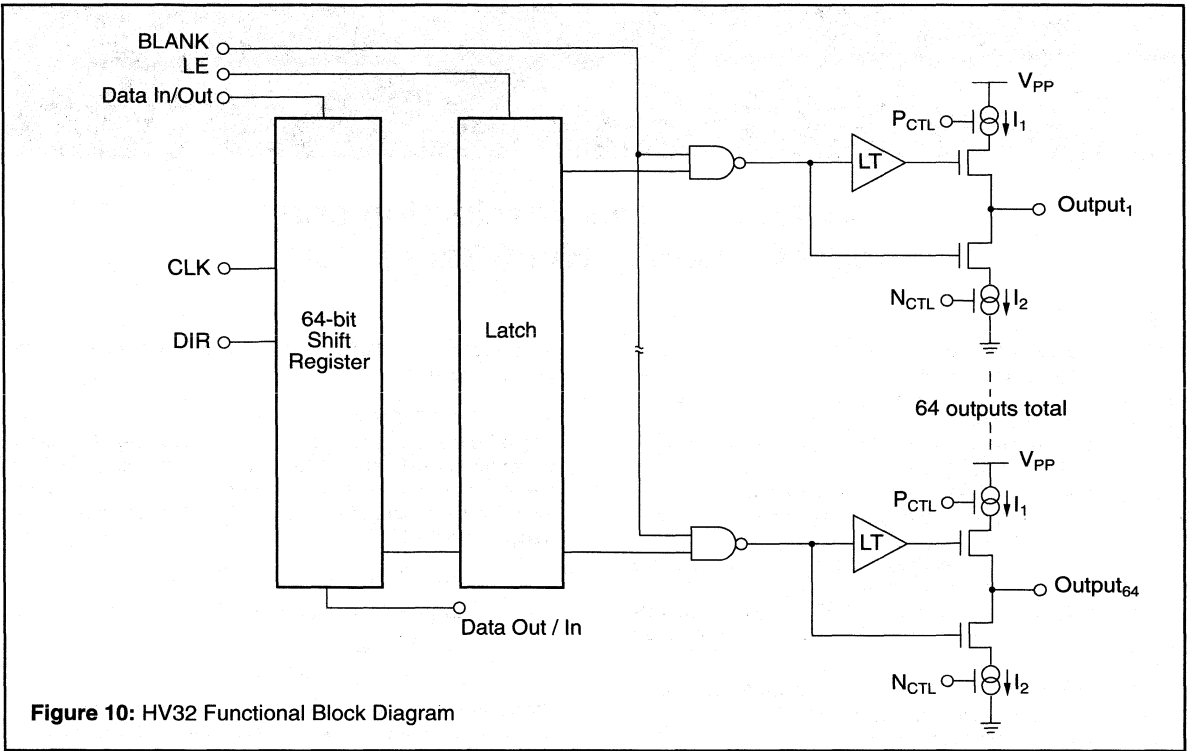 BLANK
LE
Data In/Out
CLK
DIR
64-bit
Shift
Register
Latch
LT
V_PP
P_CTL
I_1
Output_1
N_CTL
I_2
64 outputs total
V_PP
P_CTL
I_1
LT
Output_64
N_CTL
I_2
Data Out / In
Figure 10: HV32 Functional Block Diagram